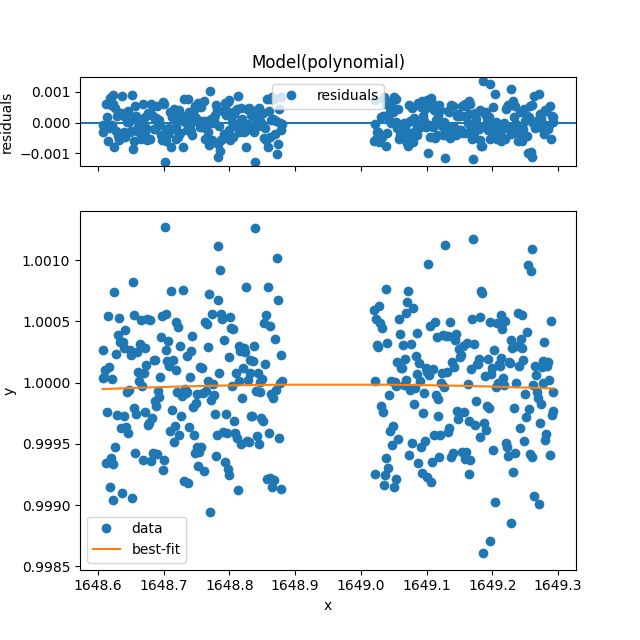 Model(polynomial)
residuals
0.001
0.000
−0.001
residuals
y
1.0010
1.0005
1.0000
0.9995
0.9990
0.9985
data
best-fit
1648.6 1648.7 1648.8 1648.9 1649.0 1649.1 1649.2 1649.3
x